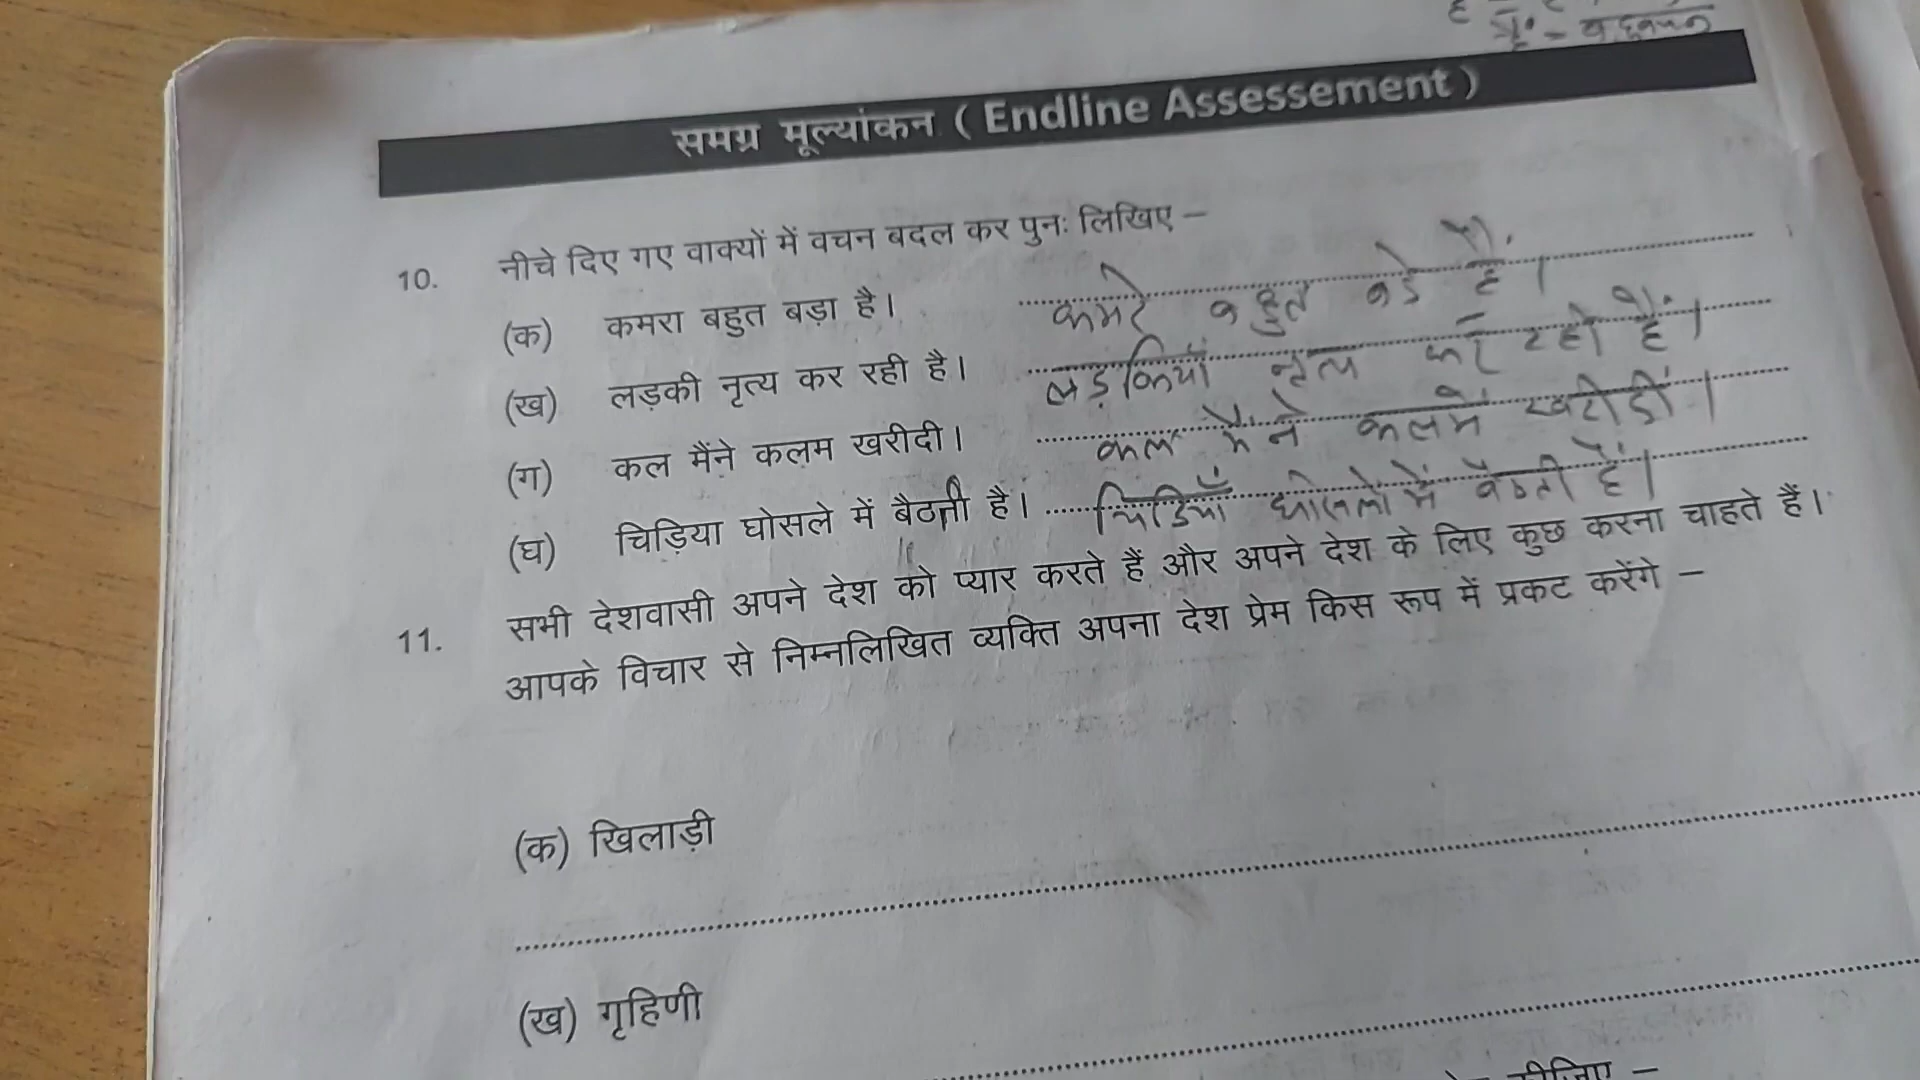 समग्र मूल्यांकन ( Endline Assessement )
10. नीचे दिए गए वाक्यों में वचन बदल कर पुनः लिखिए –
(क) कमरा बहुत बड़ा है। कमरे बहुत बडे हैं।
(ख) लड़की नृत्य कर रही है। लड़कियाँ नृत्य कर रही हैं।
(ग) कल मैंने कलम खरीदी। कल मैंने कलमें खरीदीं।
(घ) चिड़िया घोसले में बैठती है। चिडियाँ घोसलों में बैठती हैं।
11. सभी देशवासी अपने देश को प्यार करते हैं और अपने देश के लिए कुछ करना चाहते हैं।
आपके विचार से निम्नलिखित व्यक्ति अपना देश प्रेम किस रूप में प्रकट करेंगे –
(क) खिलाड़ी
(ख) गृहिणी
कीजिए –